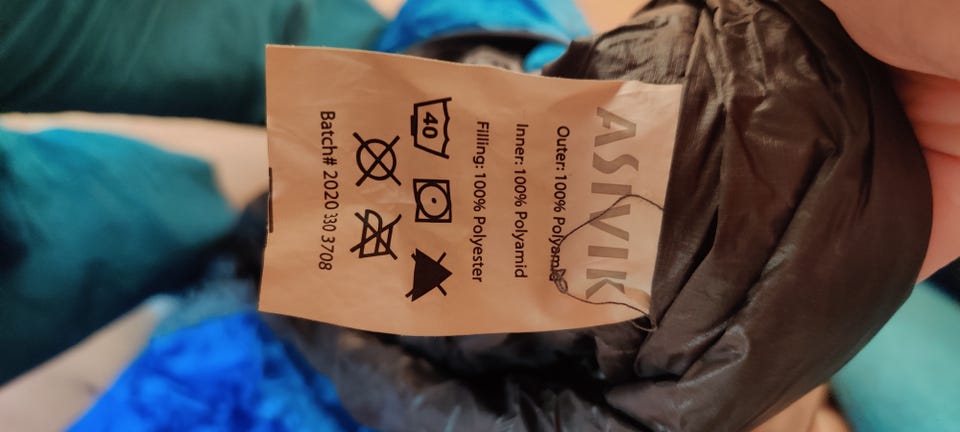 ASIVIK
Outer: 100% Polyamid
Inner: 100% Polyamid
Filling: 100% Polyester
40
Batch# 2020 330 3708